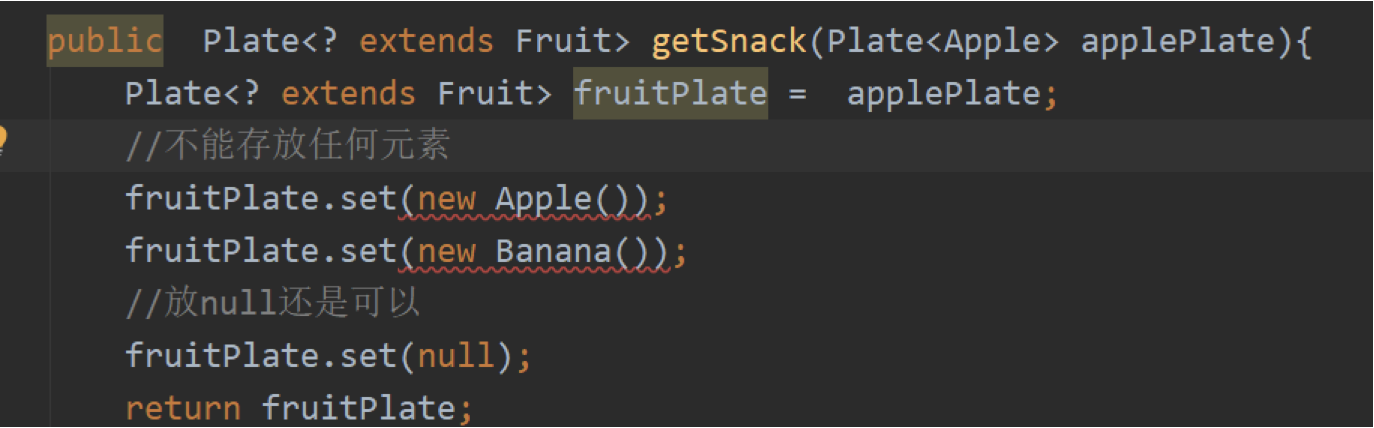 public  Plate<? extends Fruit> getSnack(Plate<Apple> applePlate){
Plate<? extends Fruit> fruitPlate =  applePlate;
//不能存放任何元素
fruitPlate.set(new Apple());
fruitPlate.set(new Banana());
//放null还是可以
fruitPlate.set(null);
return fruitPlate;